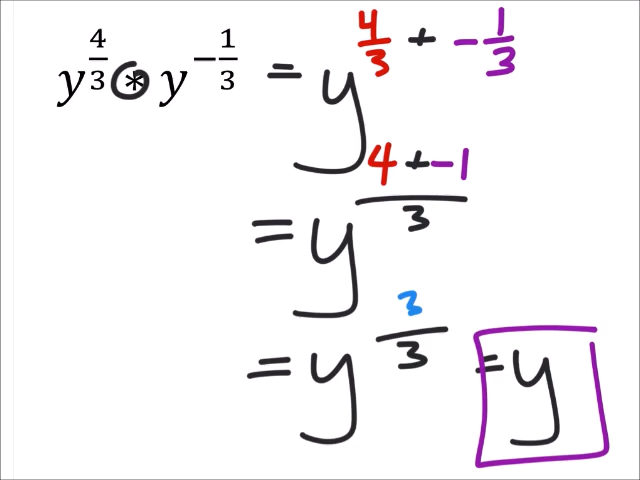 y^{4/3} * y^{-1/3} = y^{4/3 + -1/3}
= y^{(4 + -1)/3}
= y^{3/3} = y